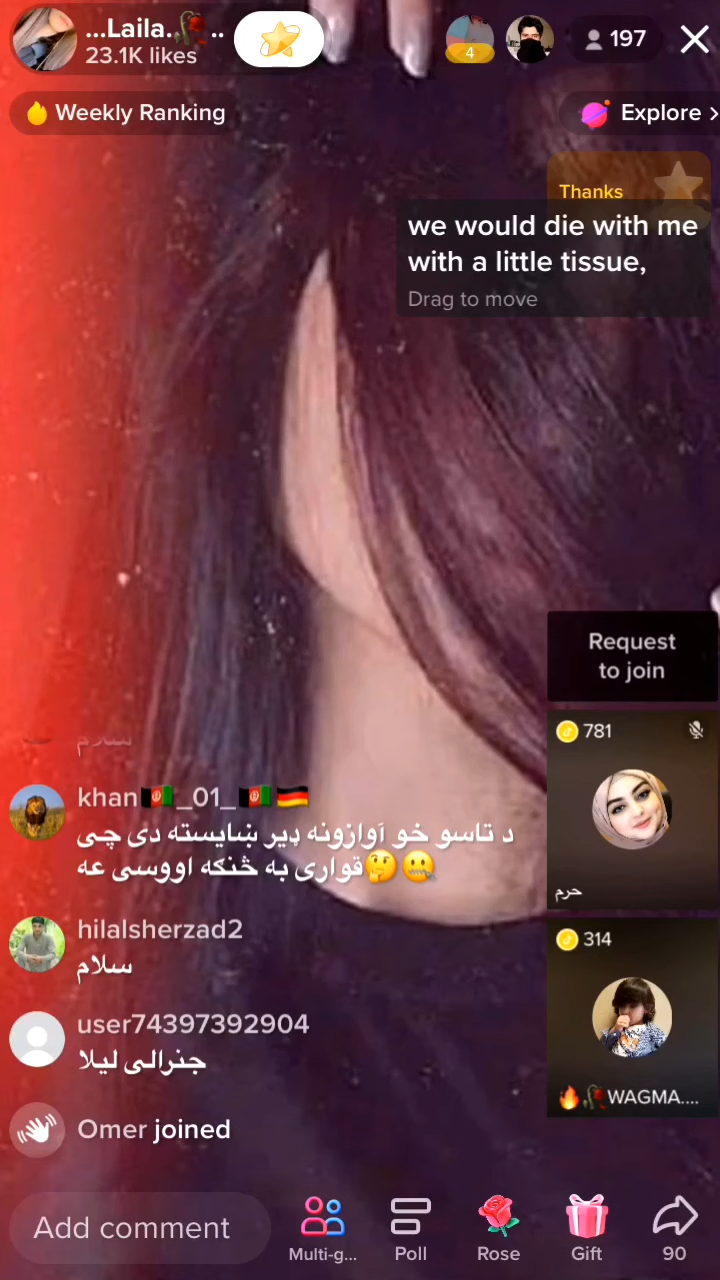 ...Laila.🥀..
23.1K likes
4
197
Weekly Ranking
Explore >
Thanks
we would die with me
with a little tissue,
Drag to move
Request
to join
781
حرم
314
🔥🥀WAGMA....
سلام
khan🇦🇫_01_🇦🇫🇩🇪
د تاسو خو آوازونه ډیر ښایسته دی چی
قواری به څنګه اووسی عه🤔🤐
hilalsherzad2
سلام
user74397392904
جنرالی لیلا
Omer joined
Add comment
Multi-g...
Poll
Rose
Gift
90